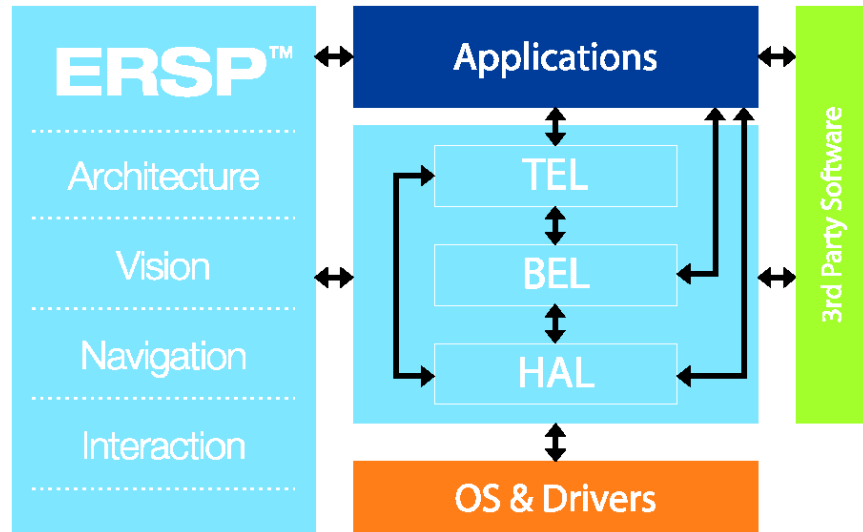 ERSP™
Architecture
Vision
Navigation
Interaction
Applications
TEL
BEL
HAL
OS & Drivers
3rd Party Software